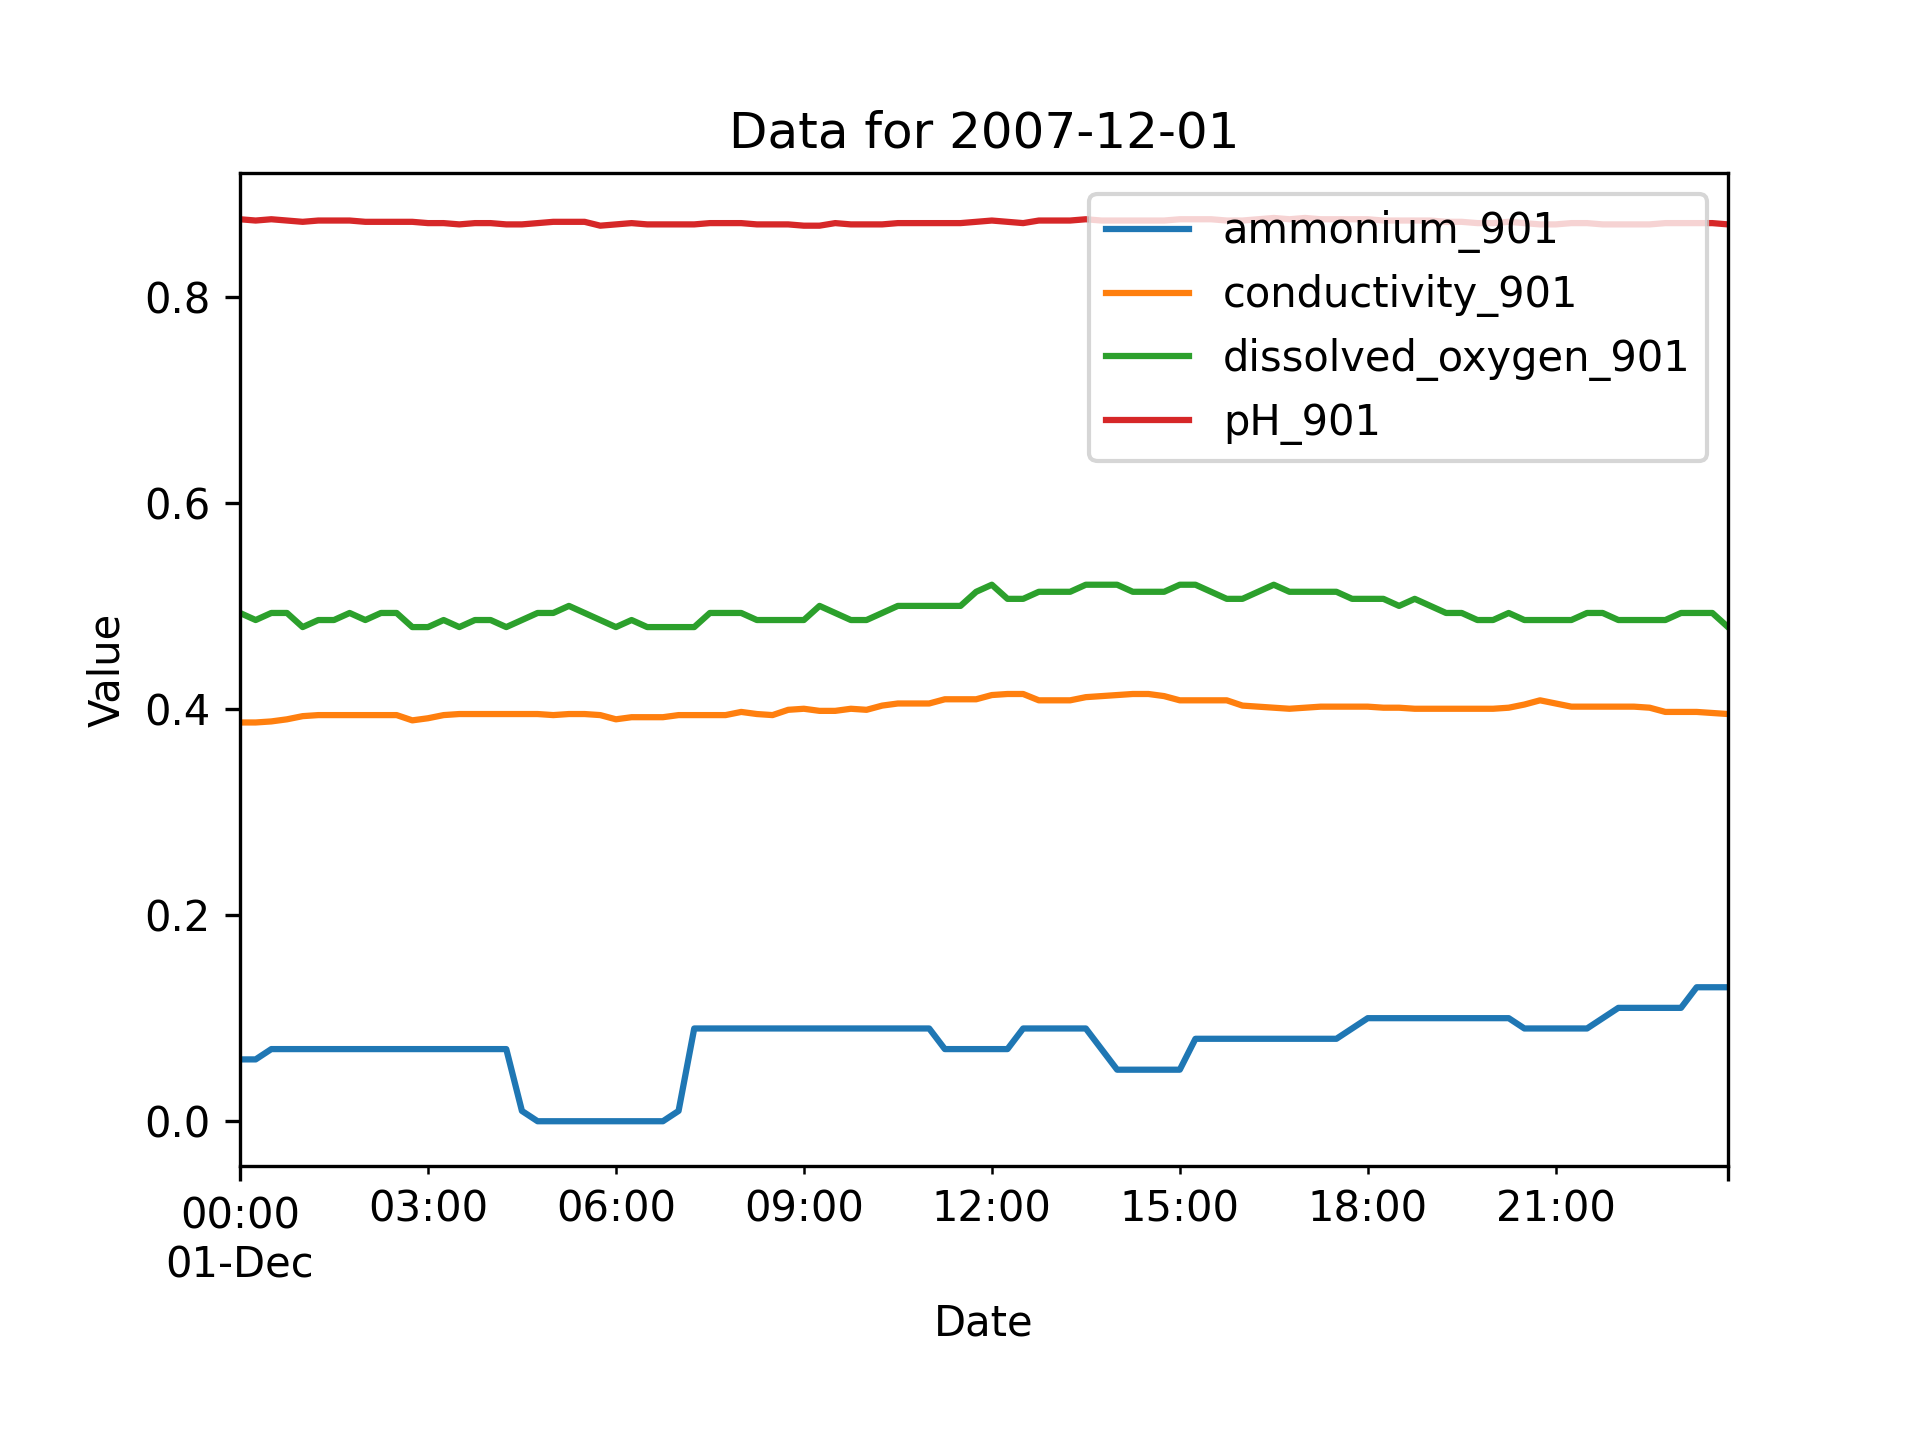 Data for 2007-12-01
ammonium_901
conductivity_901
dissolved_oxygen_901
pH_901
0.8
0.6
0.4
0.2
0.0
Value
00:00 03:00 06:00 09:00 12:00 15:00 18:00 21:00
01-Dec
Date